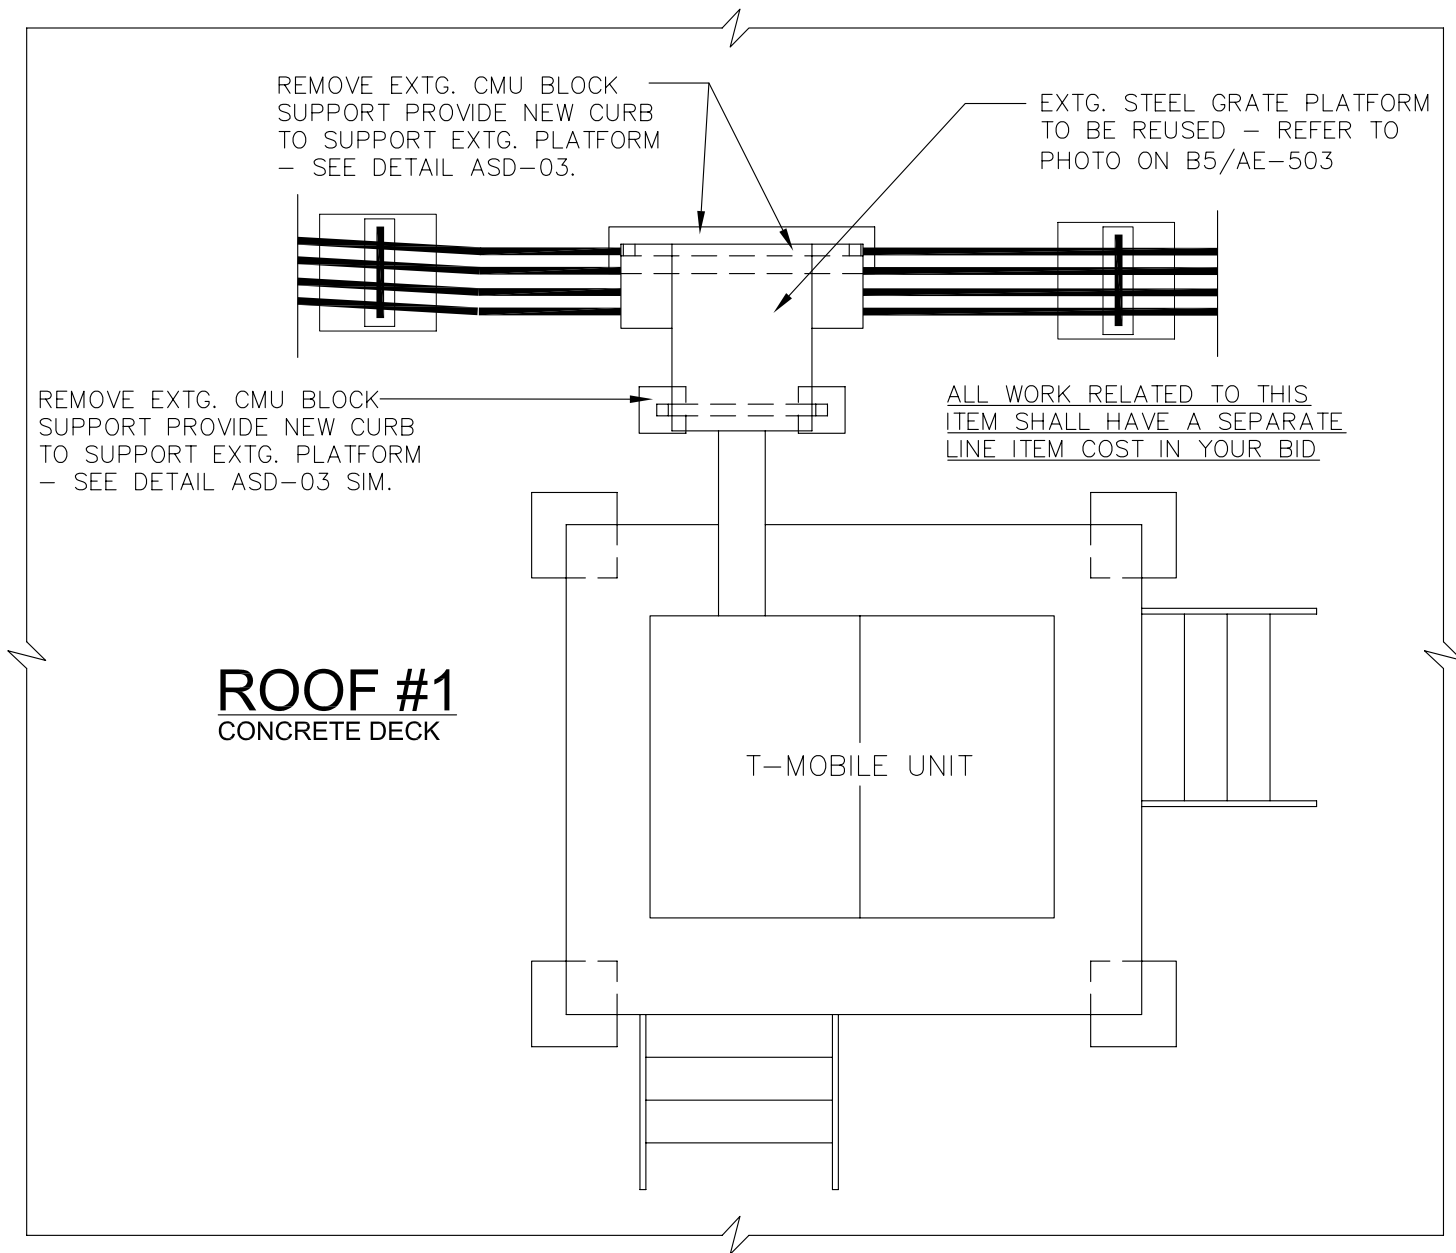 REMOVE EXTG. CMU BLOCK
SUPPORT PROVIDE NEW CURB
TO SUPPORT EXTG. PLATFORM
– SEE DETAIL ASD–03.
EXTG. STEEL GRATE PLATFORM
TO BE REUSED – REFER TO
PHOTO ON B5/AE–503
REMOVE EXTG. CMU BLOCK
SUPPORT PROVIDE NEW CURB
TO SUPPORT EXTG. PLATFORM
– SEE DETAIL ASD–03 SIM.
ALL WORK RELATED TO THIS
ITEM SHALL HAVE A SEPARATE
LINE ITEM COST IN YOUR BID
ROOF #1
CONCRETE DECK
T–MOBILE UNIT